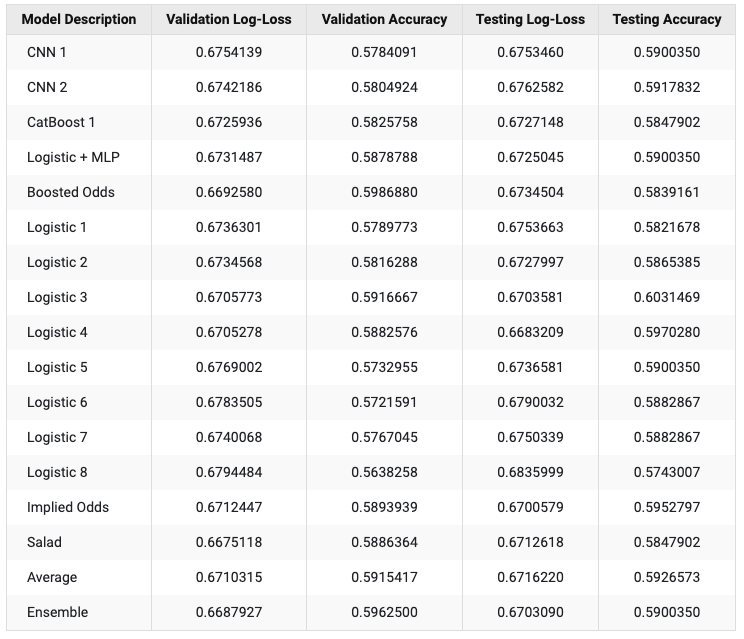 Model Description Validation Log-Loss Validation Accuracy Testing Log-Loss Testing Accuracy
CNN 1 0.6754139 0.5784091 0.6753460 0.5900350
CNN 2 0.6742186 0.5804924 0.6762582 0.5917832
CatBoost 1 0.6725936 0.5825758 0.6727148 0.5847902
Logistic + MLP 0.6731487 0.5878788 0.6725045 0.5900350
Boosted Odds 0.6692580 0.5986880 0.6734504 0.5839161
Logistic 1 0.6736301 0.5789773 0.6753663 0.5821678
Logistic 2 0.6734568 0.5816288 0.6727997 0.5865385
Logistic 3 0.6705773 0.5916667 0.6703581 0.6031469
Logistic 4 0.6705278 0.5882576 0.6683209 0.5970280
Logistic 5 0.6769002 0.5732955 0.6736581 0.5900350
Logistic 6 0.6783505 0.5721591 0.6790032 0.5882867
Logistic 7 0.6740068 0.5767045 0.6750339 0.5882867
Logistic 8 0.6794484 0.5638258 0.6835999 0.5743007
Implied Odds 0.6712447 0.5893939 0.6700579 0.5952797
Salad 0.6675118 0.5886364 0.6712618 0.5847902
Average 0.6710315 0.5915417 0.6716220 0.5926573
Ensemble 0.6687927 0.5962500 0.6703090 0.5900350